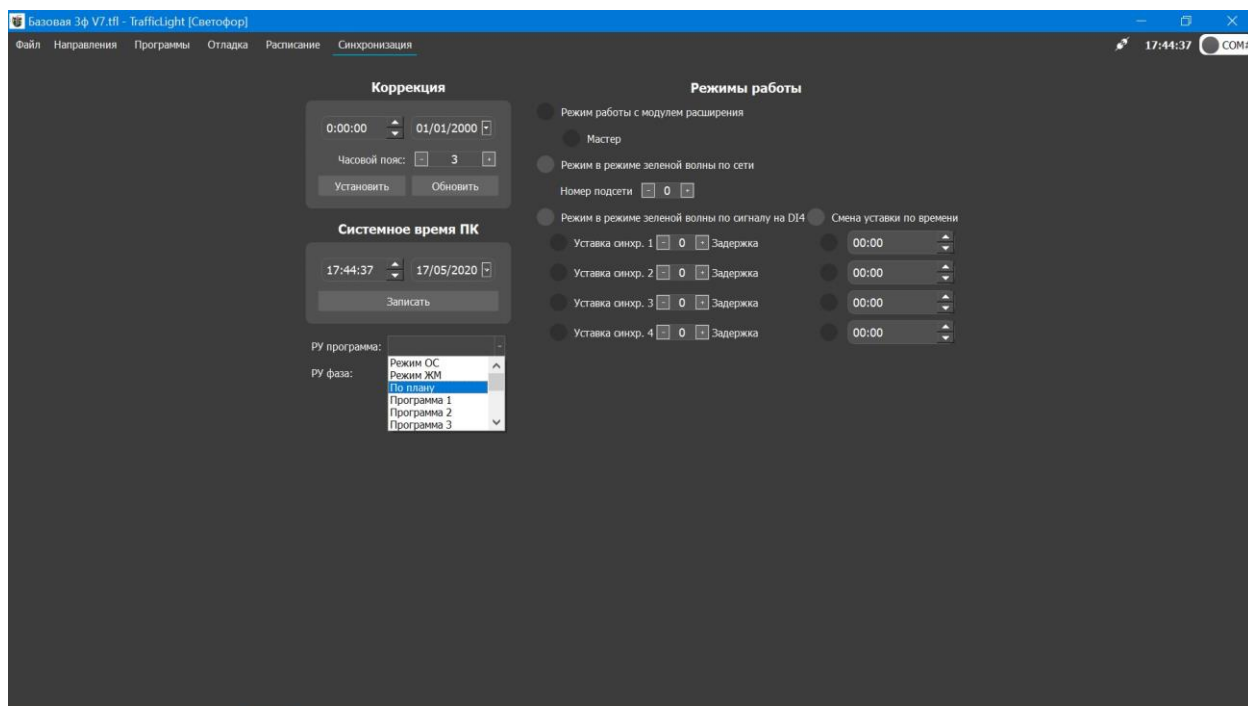 Базовая 3ф V7.tfl - TrafficLight [Светофор]
Файл Направления Программы Отладка Расписание Синхронизация 17:44:37 COM
Коррекция
0:00:00 01/01/2000
Часовой пояс: - 3 +
Установить Обновить
Системное время ПК
17:44:37 17/05/2020
Записать
РУ программа:
РУ фаза:
Режим ОС
Режим ЖМ
По плану
Программа 1
Программа 2
Программа 3
Режимы работы
Режим работы с модулем расширения
Мастер
Режим в режиме зеленой волны по сети
Номер подсети - 0 +
Режим в режиме зеленой волны по сигналу на DI4 Смена уставки по времени
Уставка синхр. 1 - 0 + Задержка 00:00
Уставка синхр. 2 - 0 + Задержка 00:00
Уставка синхр. 3 - 0 + Задержка 00:00
Уставка синхр. 4 - 0 + Задержка 00:00